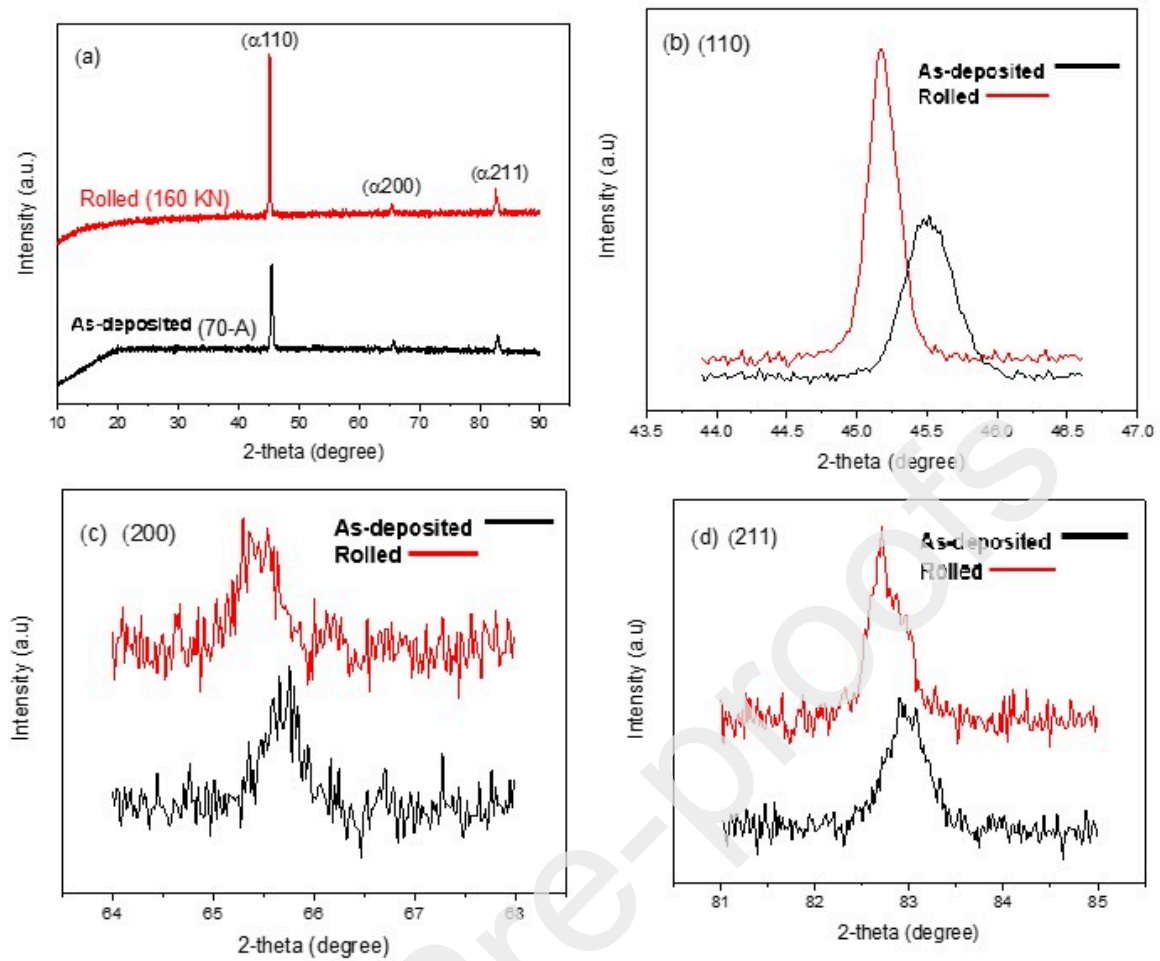 (a)
(α110)
Rolled (160 KN)
(α200)
(α211)
As-deposited (70-A)
Intensity (a.u.)
10 20 30 40 50 60 70 80 90
2-theta (degree)
(b) (110)
As-deposited
Rolled
Intensity (a.u)
43.5 44.0 44.5 45.0 45.5 46.0 46.5 47.0
2-theta (degree)
(c) (200)
As-deposited
Rolled
Intensity (a.u)
64 65 66 67 68
2-theta (degree)
(d) (211)
As-deposited
Rolled
Intensity (a.u)
81 82 83 84 85
2-theta (degree)
pre-proofs